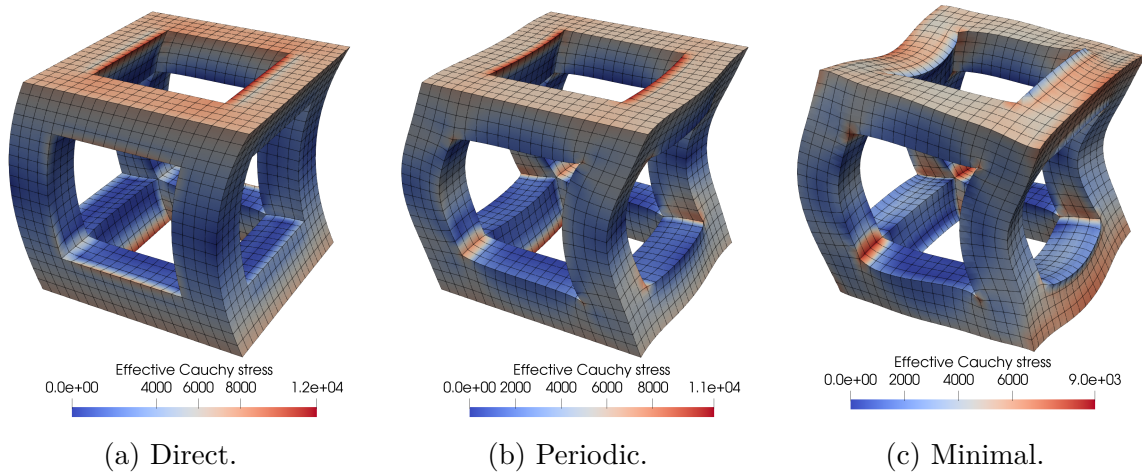 Effective Cauchy stress
0.0e+00 4000 6000 8000 1.2e+04
(a) Direct.
Effective Cauchy stress
0.0e+00 2000 4000 6000 8000 1.1e+04
(b) Periodic.
Effective Cauchy stress
0.0e+00 2000 4000 6000 9.0e+03
(c) Minimal.